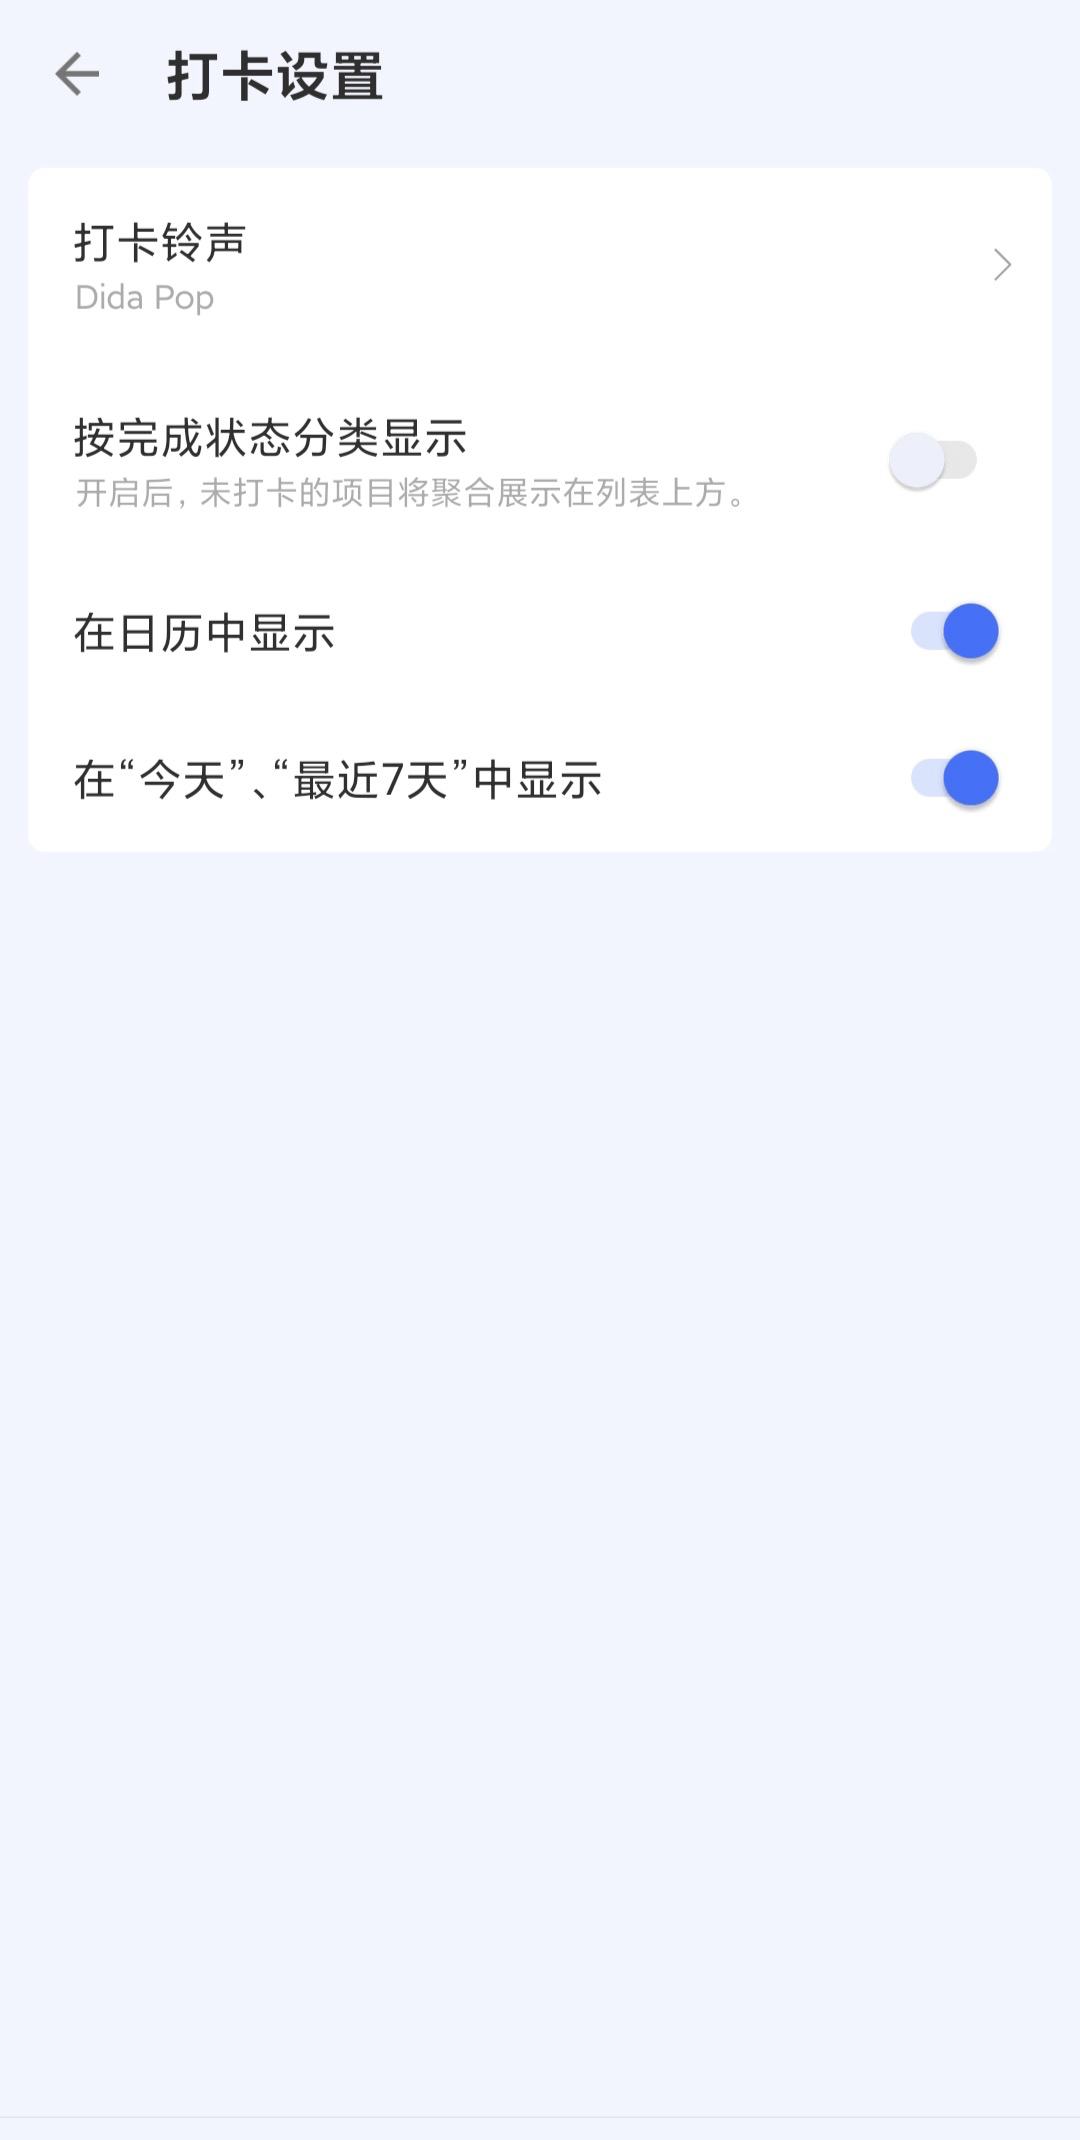 打卡设置
打卡铃声
Dida Pop
按完成状态分类显示
开启后，未打卡的项目将聚合展示在列表上方。
在日历中显示
在“今天”、“最近7天”中显示